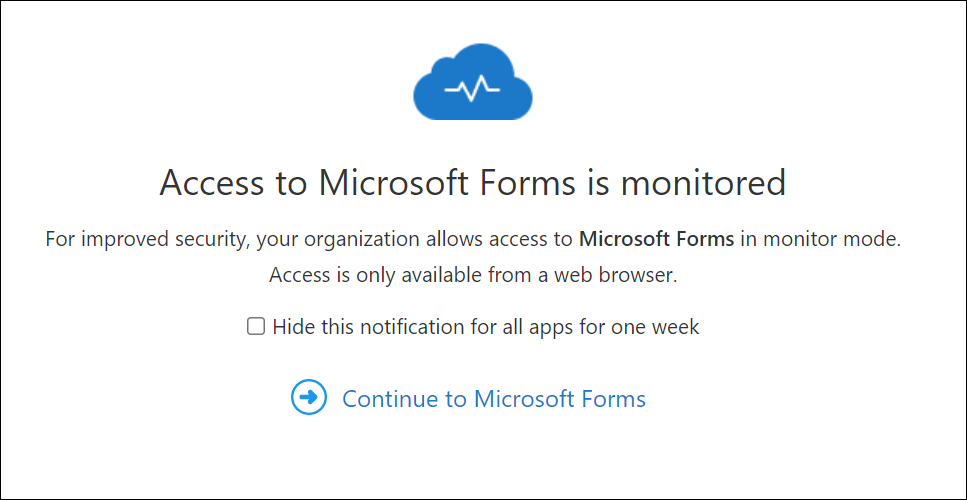 Access to Microsoft Forms is monitored
For improved security, your organization allows access to Microsoft Forms in monitor mode.
Access is only available from a web browser.
Hide this notification for all apps for one week
Continue to Microsoft Forms